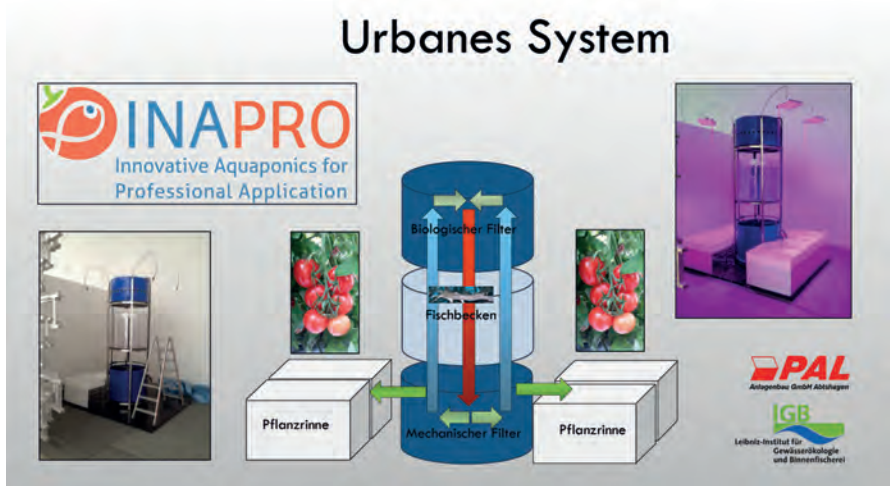 Urbanes System
INAPRO
Innovative Aquaponics for
Professional Application
Biologischer Filter
Fischbecken
Pflanzrinne
Mechanischer Filter
Pflanzrinne
PAL
Anlagenbau GmbH Abtshagen
IGB
Leibniz-Institut für
Gewässerökologie
und Binnenfischerei